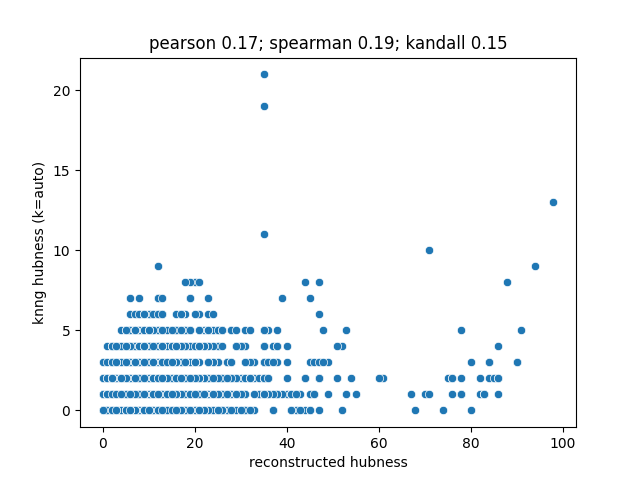 pearson 0.17; spearman 0.19; kandall 0.15
20
15
10
5
0
knng hubness (k=auto)
0 20 40 60 80 100
reconstructed hubness